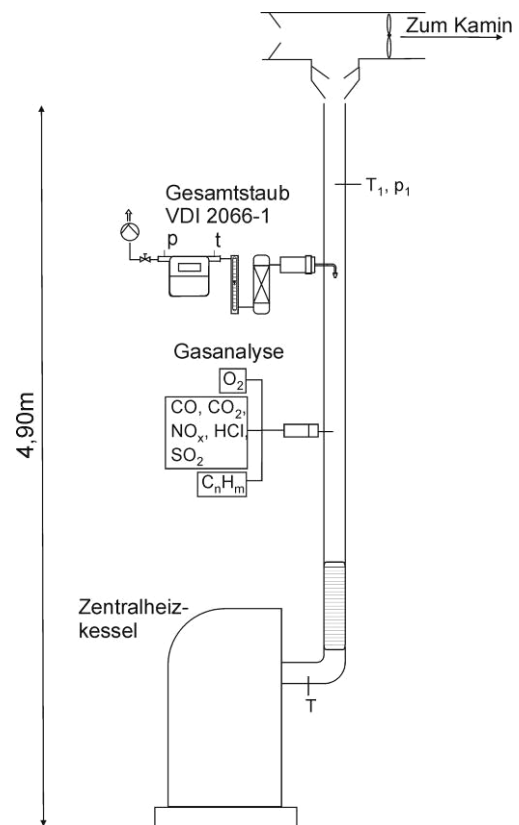 Zum Kamin
T₁, p₁
Gesamtstaub
VDI 2066-1
p
t
Gasanalyse
O₂
CO, CO₂,
NOₓ, HCl,
SO₂
CₙHₘ
4,90m
Zentralheiz-
kessel
T